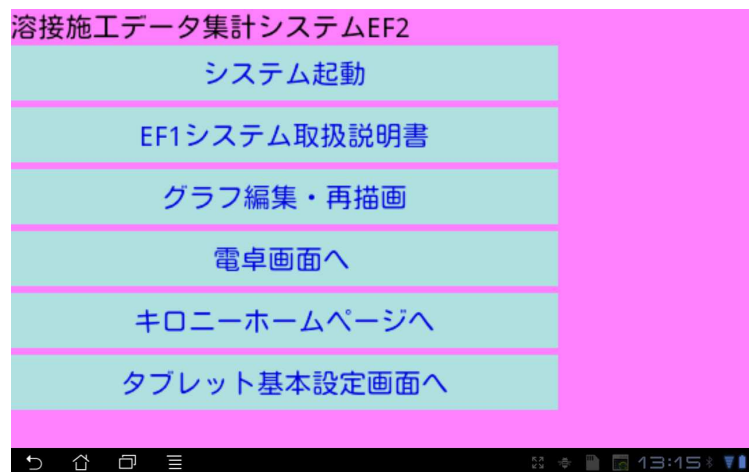 溶接施工データ集計システムEF2
システム起動
EF1システム取扱説明書
グラフ編集・再描画
電卓画面へ
キロニーホームページへ
タブレット基本設定画面へ
13:15